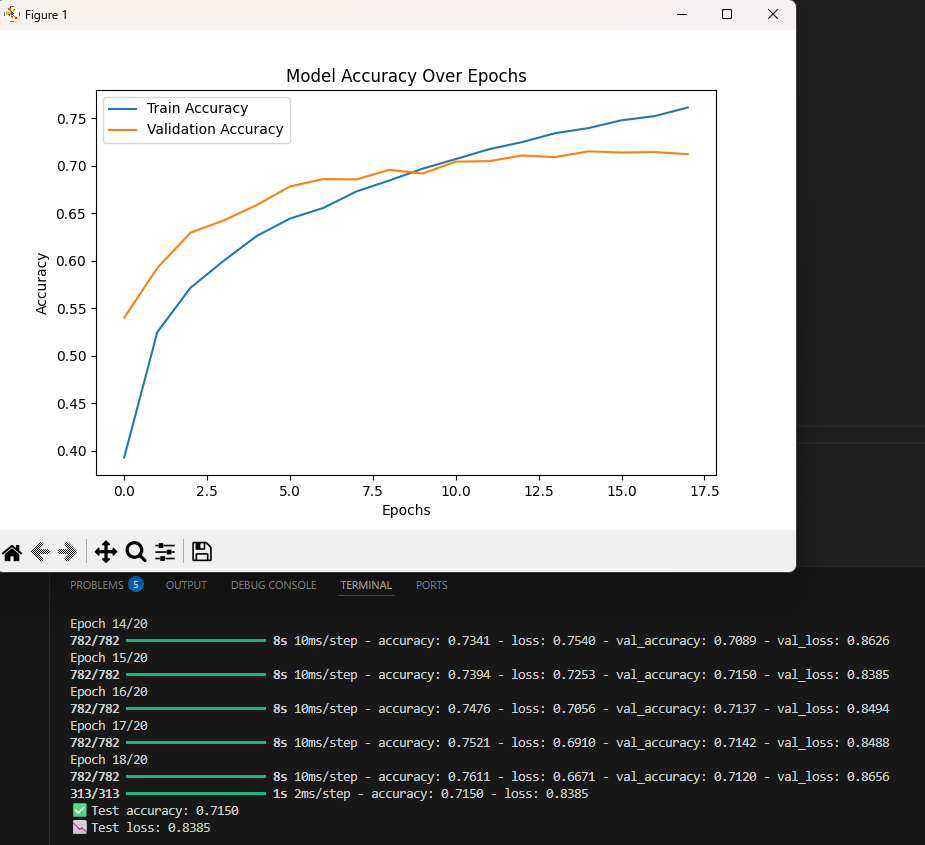 Figure 1
Model Accuracy Over Epochs
Train Accuracy
Validation Accuracy
0.75
0.70
0.65
0.60
0.55
0.50
0.45
0.40
Accuracy
0.0 2.5 5.0 7.5 10.0 12.5 15.0 17.5
Epochs
PROBLEMS 5 OUTPUT DEBUG CONSOLE TERMINAL PORTS
Epoch 14/20
782/782 8s 10ms/step - accuracy: 0.7341 - loss: 0.7540 - val_accuracy: 0.7089 - val_loss: 0.8626
Epoch 15/20
782/782 8s 10ms/step - accuracy: 0.7394 - loss: 0.7253 - val_accuracy: 0.7150 - val_loss: 0.8385
Epoch 16/20
782/782 8s 10ms/step - accuracy: 0.7476 - loss: 0.7056 - val_accuracy: 0.7137 - val_loss: 0.8494
Epoch 17/20
782/782 8s 10ms/step - accuracy: 0.7521 - loss: 0.6910 - val_accuracy: 0.7142 - val_loss: 0.8488
Epoch 18/20
782/782 8s 10ms/step - accuracy: 0.7611 - loss: 0.6671 - val_accuracy: 0.7120 - val_loss: 0.8656
313/313 1s 2ms/step - accuracy: 0.7150 - loss: 0.8385
✅ Test accuracy: 0.7150
📉 Test loss: 0.8385